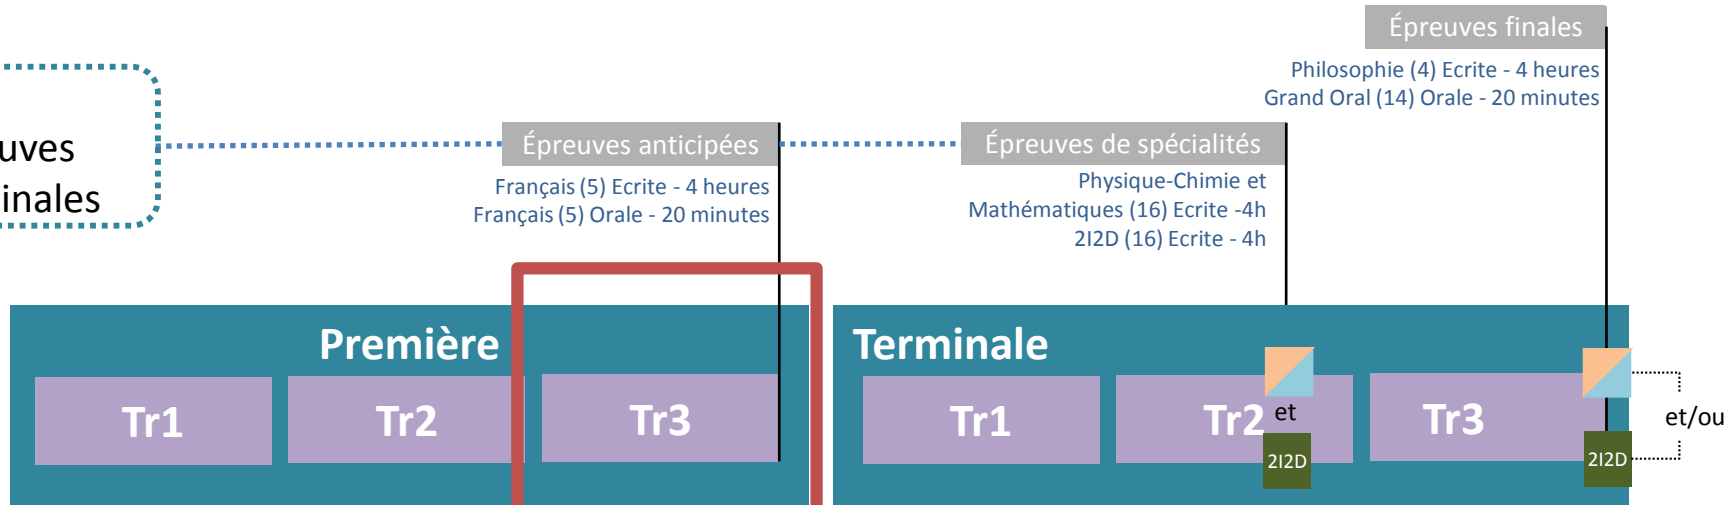 Épreuves finales
Philosophie (4) Ecrite - 4 heures
Grand Oral (14) Orale - 20 minutes
uves
inales
Épreuves anticipées
Français (5) Ecrite - 4 heures
Français (5) Orale - 20 minutes
Épreuves de spécialités
Physique-Chimie et
Mathématiques (16) Ecrite -4h
2I2D (16) Ecrite - 4h
Première
Tr1
Tr2
Tr3
Terminale
Tr1
Tr2
et
2I2D
Tr3
2I2D
et/ou